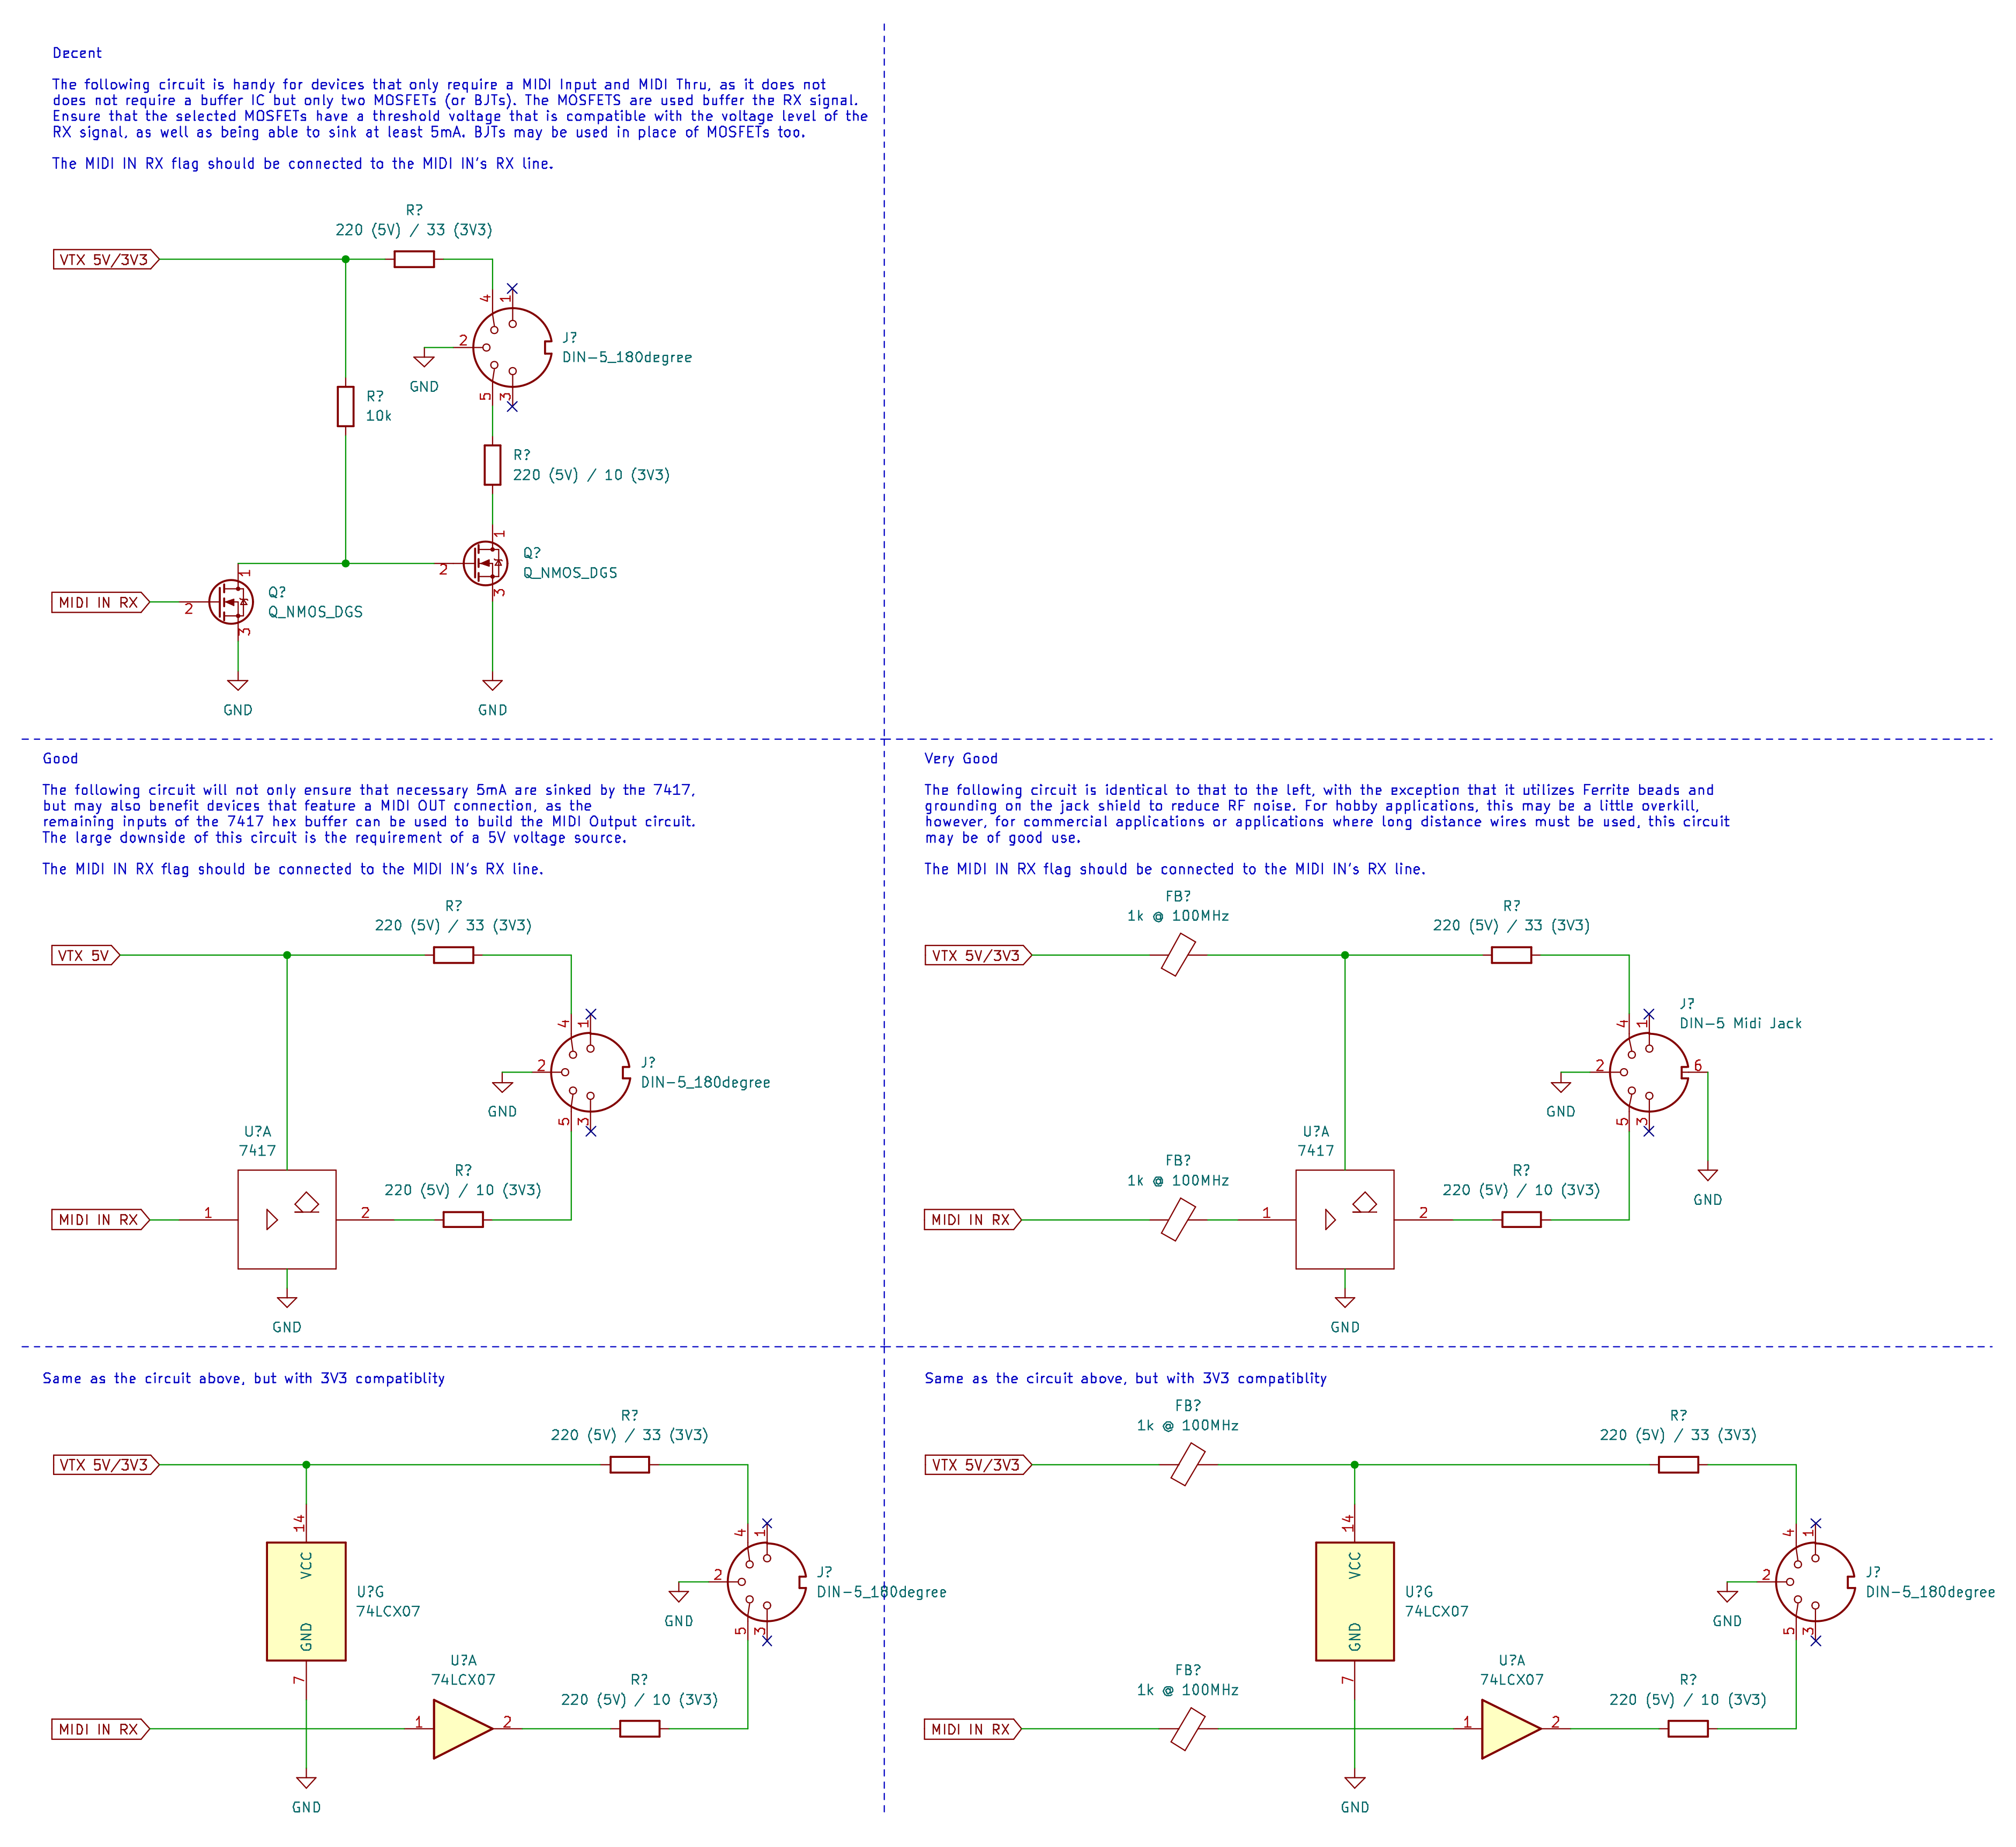 Decent
The following circuit is handy for devices that only require a MIDI Input and MIDI Thru, as it does not
does not require a buffer IC but only two MOSFETs (or BJTs). The MOSFETS are used buffer the RX signal.
Ensure that the selected MOSFETs have a threshold voltage that is compatible with the voltage level of the
RX signal, as well as being able to sink at least 5mA. BJTs may be used in place of MOSFETs too.
The MIDI IN RX flag should be connected to the MIDI IN's RX line.
R?
220 (5V) / 33 (3V3)
VTX 5V/3V3
4
1
2
J?
DIN-5_180degree
GND
5
3
R?
10k
R?
220 (5V) / 10 (3V3)
1
2
Q?
Q_NMOS_DGS
3
1
MIDI IN RX
2
Q?
Q_NMOS_DGS
3
GND
GND
Good
The following circuit will not only ensure that necessary 5mA are sinked by the 7417,
but may also benefit devices that feature a MIDI OUT connection, as the
remaining inputs of the 7417 hex buffer can be used to build the MIDI Output circuit.
The large downside of this circuit is the requirement of a 5V voltage source.
The MIDI IN RX flag should be connected to the MIDI IN's RX line.
R?
220 (5V) / 33 (3V3)
VTX 5V
4
1
2
J?
DIN-5_180degree
GND
5
3
U?A
7417
R?
220 (5V) / 10 (3V3)
MIDI IN RX
1
2
GND
Very Good
The following circuit is identical to that to the left, with the exception that it utilizes Ferrite beads and
grounding on the jack shield to reduce RF noise. For hobby applications, this may be a little overkill,
however, for commercial applications or applications where long distance wires must be used, this circuit
may be of good use.
The MIDI IN RX flag should be connected to the MIDI IN's RX line.
FB?
1k @ 100MHz
R?
220 (5V) / 33 (3V3)
VTX 5V/3V3
J?
DIN-5 Midi Jack
4
1
2
6
GND
5
3
U?A
7417
FB?
1k @ 100MHz
R?
220 (5V) / 10 (3V3)
MIDI IN RX
1
2
GND
GND
Same as the circuit above, but with 3V3 compatiblity
R?
220 (5V) / 33 (3V3)
VTX 5V/3V3
14
VCC
GND
7
U?G
74LCX07
4
1
2
J?
DIN-5_180degree
GND
5
3
U?A
74LCX07
R?
220 (5V) / 10 (3V3)
MIDI IN RX
1
2
GND
Same as the circuit above, but with 3V3 compatiblity
FB?
1k @ 100MHz
R?
220 (5V) / 33 (3V3)
VTX 5V/3V3
14
VCC
GND
7
U?G
74LCX07
4
1
2
J?
DIN-5_180degree
GND
5
3
FB?
1k @ 100MHz
U?A
74LCX07
R?
220 (5V) / 10 (3V3)
MIDI IN RX
1
2
GND